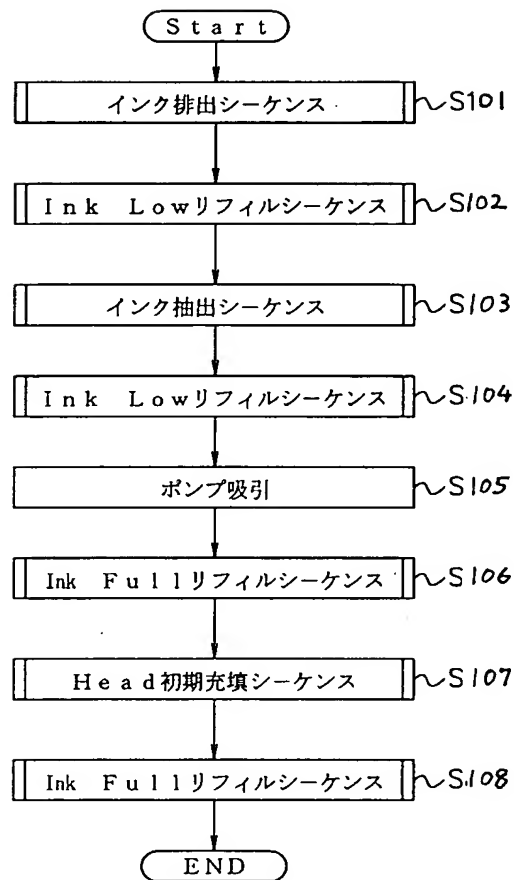 Start
インク排出シーケンス S101
Ink Lowリフィルシーケンス S102
インク抽出シーケンス S103
Ink Lowリフィルシーケンス S104
ポンプ吸引 S105
Ink Fullリフィルシーケンス S106
Head初期充填シーケンス S107
Ink Fullリフィルシーケンス S108
END